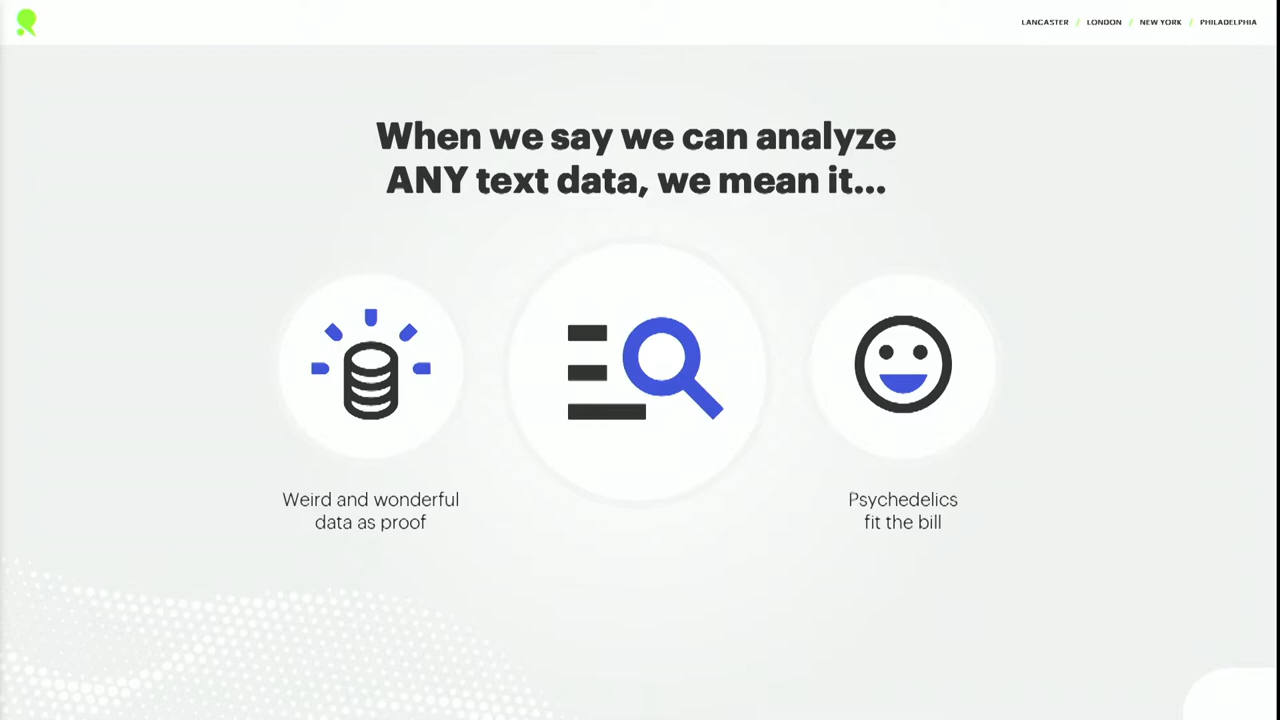 LANCASTER / LONDON / NEW YORK / PHILADELPHIA
When we say we can analyze
ANY text data, we mean it...
Weird and wonderful
data as proof
Psychedelics
fit the bill